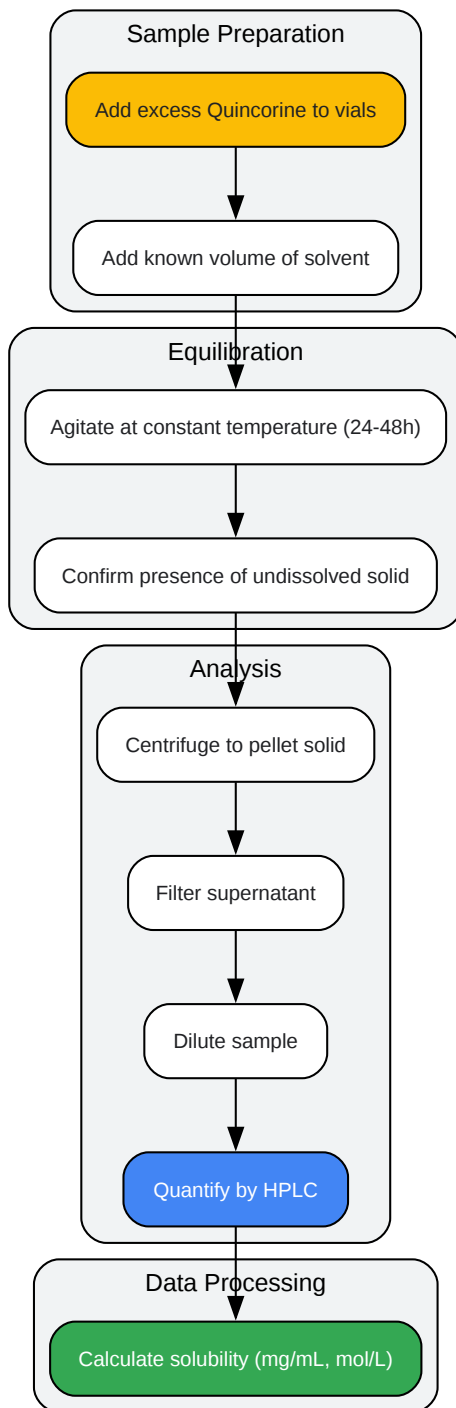 Sample Preparation
Add excess Quincorine to vials
Add known volume of solvent
Equilibration
Agitate at constant temperature (24-48h)
Confirm presence of undissolved solid
Analysis
Centrifuge to pellet solid
Filter supernatant
Dilute sample
Quantify by HPLC
Data Processing
Calculate solubility (mg/mL, mol/L)